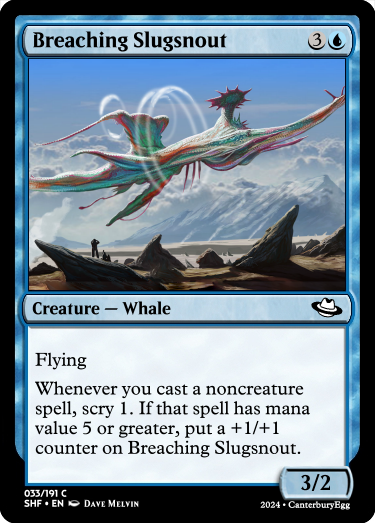 Breaching Slugsnout 3
Creature — Whale
Flying
Whenever you cast a noncreature
spell, scry 1. If that spell has mana
value 5 or greater, put a +1/+1
counter on Breaching Slugsnout.
3/2
033/191 C
SHF • EN Dave Melvin
2024 • CanterburyEgg